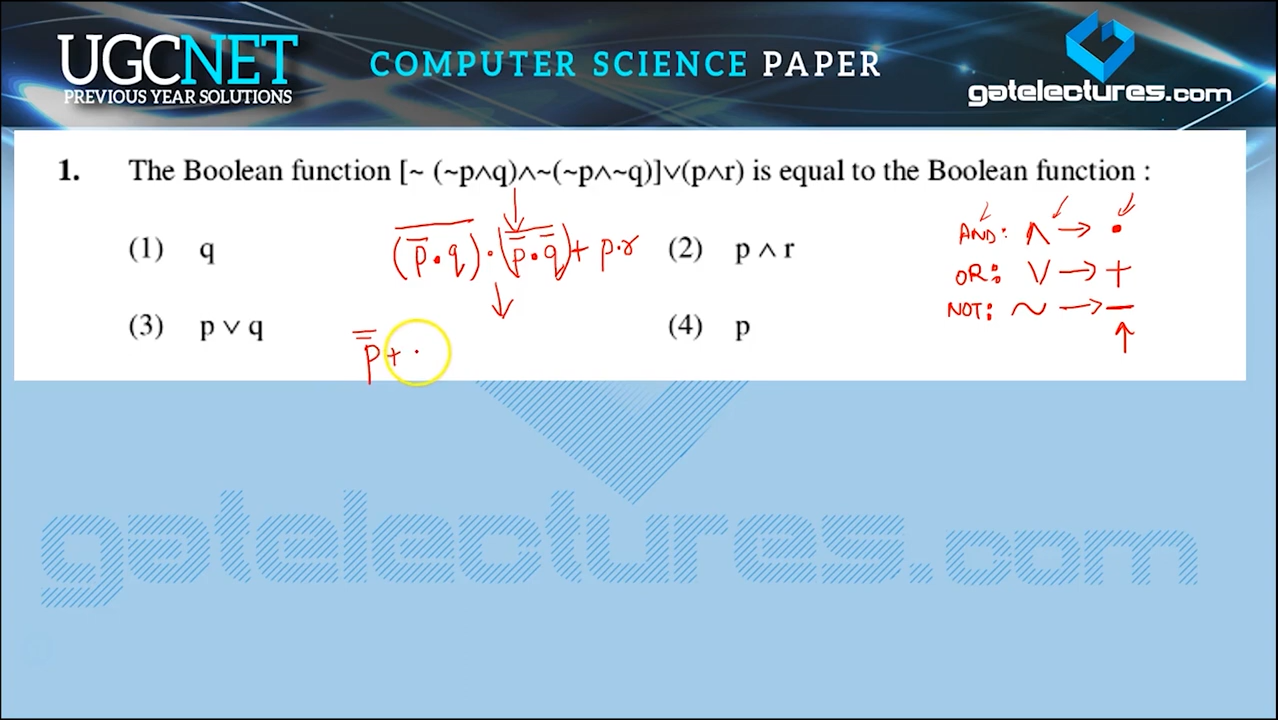 UGCNET
PREVIOUS YEAR SOLUTIONS
COMPUTER SCIENCE PAPER
gatelectures.com
1. The Boolean function [~ (~p∧q)∧~(~p∧~q)]∨(p∧r) is equal to the Boolean function :
(1) q
(2) p ∧ r
(3) p ∨ q
(4) p
(p̅·q)̅ · (p̅·q̅)̅ + p·r
p̿ + ·
AND: ∧ → ·
OR: ∨ → +
NOT: ~ → —
gatelectures.com